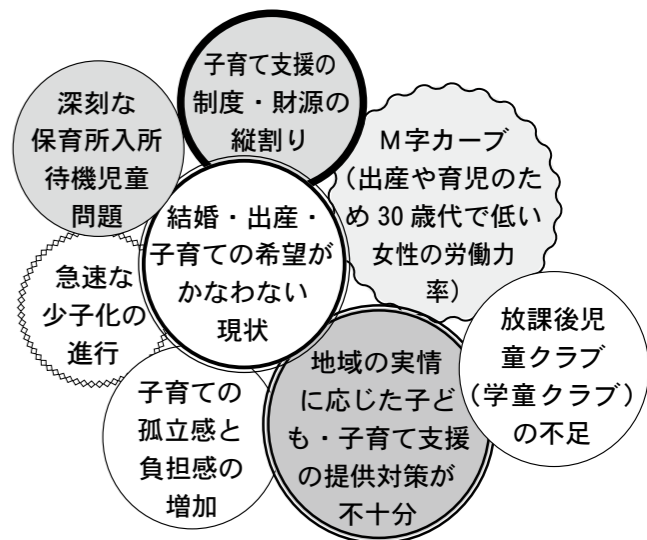 子育て支援の
制度・財源の
縦割り
深刻な
保育所入所
待機児童
問題
M字カーブ
(出産や育児のため
め 30 歳代で低い
女性の労働力
率)
結婚・出産・
子育ての希望が
かなわない
現状
急速な
少子化の
進行
放課後児
童クラブ
(学童クラブ)
の不足
地域の実情
に応じた子ど
も・子育て支援
の提供対策が
不十分
子育ての
孤立感と
負担感の
増加